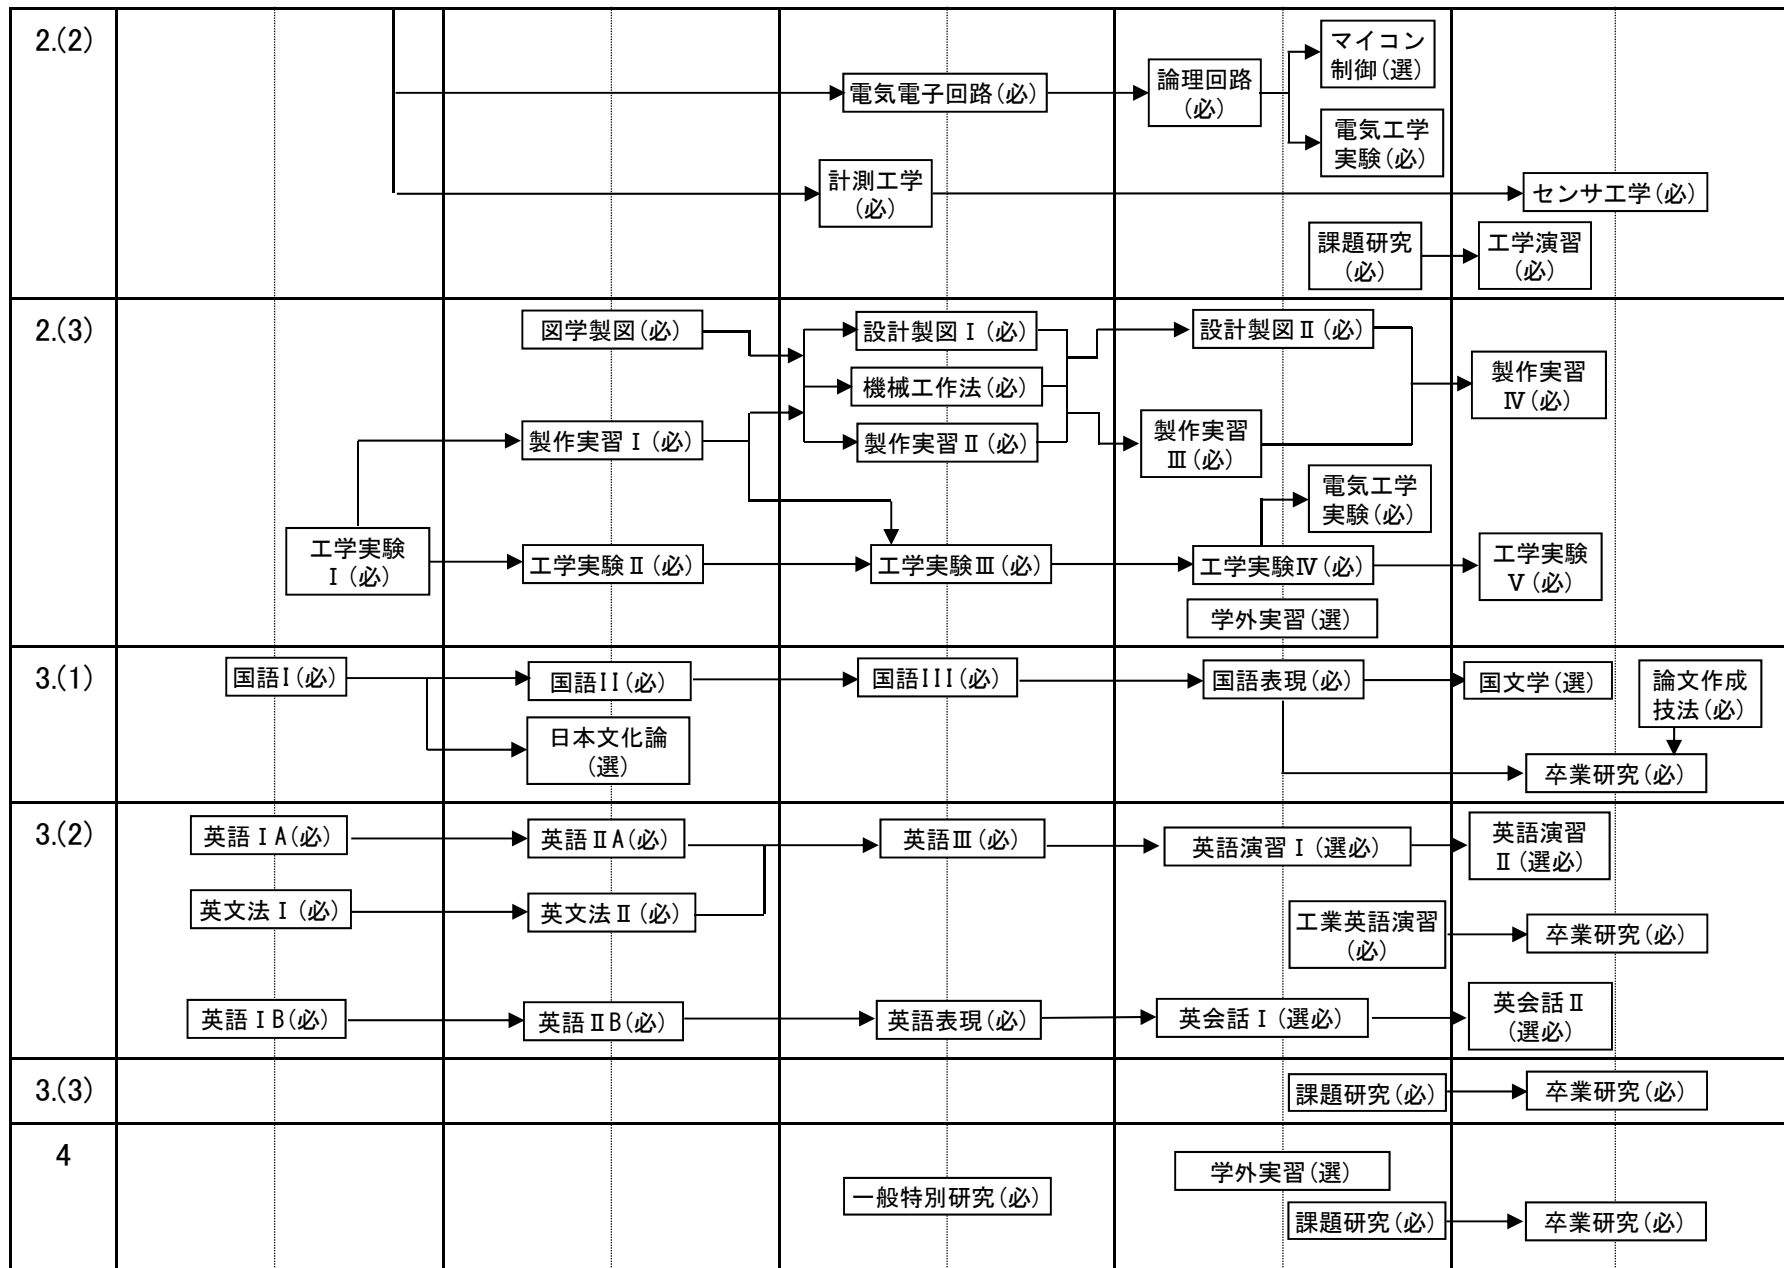 2.(2)
マイコン
制御(選)
電気電子回路(必)
論理回路
(必)
電気工学
実験(必)
計測工学
(必)
センサ工学(必)
課題研究
(必)
工学演習
(必)
2.(3)
図学製図(必)
設計製図Ⅰ(必)
設計製図Ⅱ(必)
機械工作法(必)
製作実習
Ⅳ(必)
製作実習Ⅰ(必)
製作実習Ⅱ(必)
製作実習
Ⅲ(必)
電気工学
実験(必)
工学実験
Ⅰ(必)
工学実験Ⅱ(必)
工学実験Ⅲ(必)
工学実験Ⅳ(必)
工学実験
Ⅴ(必)
学外実習(選)
3.(1)
国語I(必)
国語II(必)
国語III(必)
国語表現(必)
国文学(選)
論文作成
技法(必)
日本文化論
(選)
卒業研究(必)
3.(2)
英語ⅠA(必)
英語ⅡA(必)
英語Ⅲ(必)
英語演習Ⅰ(選必)
英語演習
Ⅱ(選必)
英文法Ⅰ(必)
英文法Ⅱ(必)
工業英語演習
(必)
卒業研究(必)
英語ⅠB(必)
英語ⅡB(必)
英語表現(必)
英会話Ⅰ(選必)
英会話Ⅱ
(選必)
3.(3)
課題研究(必)
卒業研究(必)
4
学外実習(選)
一般特別研究(必)
課題研究(必)
卒業研究(必)